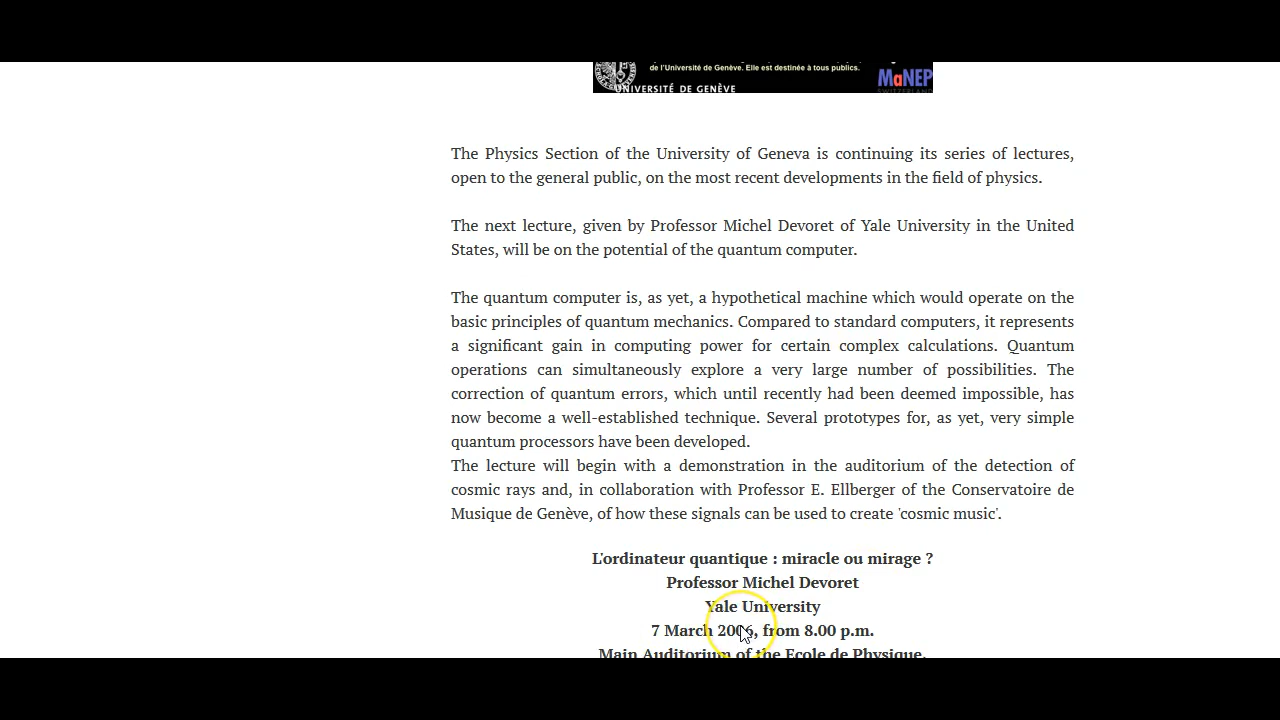 de l'Université de Genève. Elle est destinée à tous publics.
UNIVERSITÉ DE GENÈVE
MaNEP
SWITZERLAND
The Physics Section of the University of Geneva is continuing its series of lectures,
open to the general public, on the most recent developments in the field of physics.
The next lecture, given by Professor Michel Devoret of Yale University in the United
States, will be on the potential of the quantum computer.
The quantum computer is, as yet, a hypothetical machine which would operate on the
basic principles of quantum mechanics. Compared to standard computers, it represents
a significant gain in computing power for certain complex calculations. Quantum
operations can simultaneously explore a very large number of possibilities. The
correction of quantum errors, which until recently had been deemed impossible, has
now become a well-established technique. Several prototypes for, as yet, very simple
quantum processors have been developed.
The lecture will begin with a demonstration in the auditorium of the detection of
cosmic rays and, in collaboration with Professor E. Ellberger of the Conservatoire de
Musique de Genève, of how these signals can be used to create 'cosmic music'.
L'ordinateur quantique : miracle ou mirage ?
Professor Michel Devoret
Yale University
7 March 2006, from 8.00 p.m.
Main Auditorium of the Ecole de Physique,